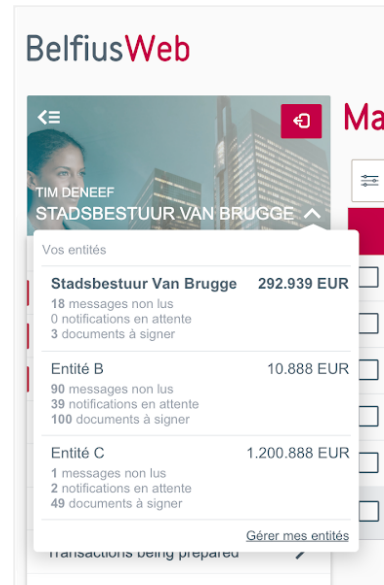 BelfiusWeb
Ma
TIM DENEEF
STADSBESTUUR VAN BRUGGE
Vos entités
Stadsbestuur Van Brugge 292.939 EUR
18 messages non lus
0 notifications en attente
3 documents à signer
Entité B 10.888 EUR
90 messages non lus
39 notifications en attente
100 documents à signer
Entité C 1.200.888 EUR
1 messages non lus
2 notifications en attente
49 documents à signer
Gérer mes entités
Transactions being prepared